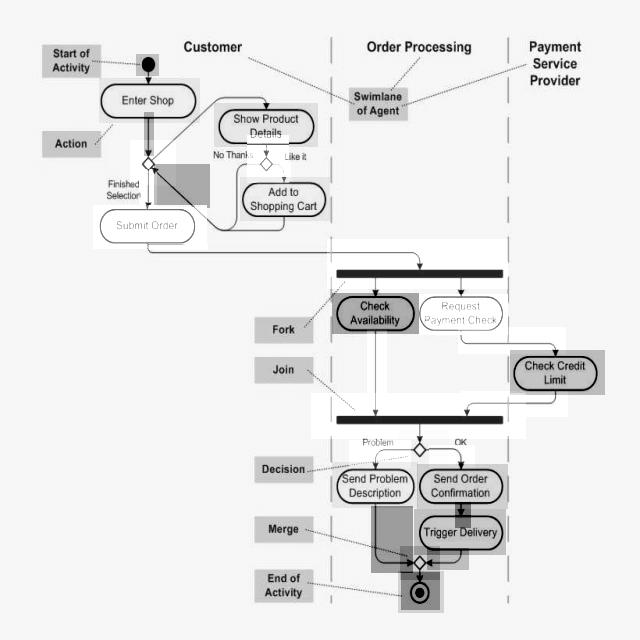 Start of
Activity
Customer
Order Processing
Payment
Service
Provider
Enter Shop
Swimlane
of Agent
Action
Show Product
Details
No Thanks
Like it
Finished
Selection
Add to
Shopping Cart
Submit Order
Check
Availability
Request
Payment Check
Fork
Join
Check Credit
Limit
Problem
OK
Decision
Send Problem
Description
Send Order
Confirmation
Merge
Trigger Delivery
End of
Activity